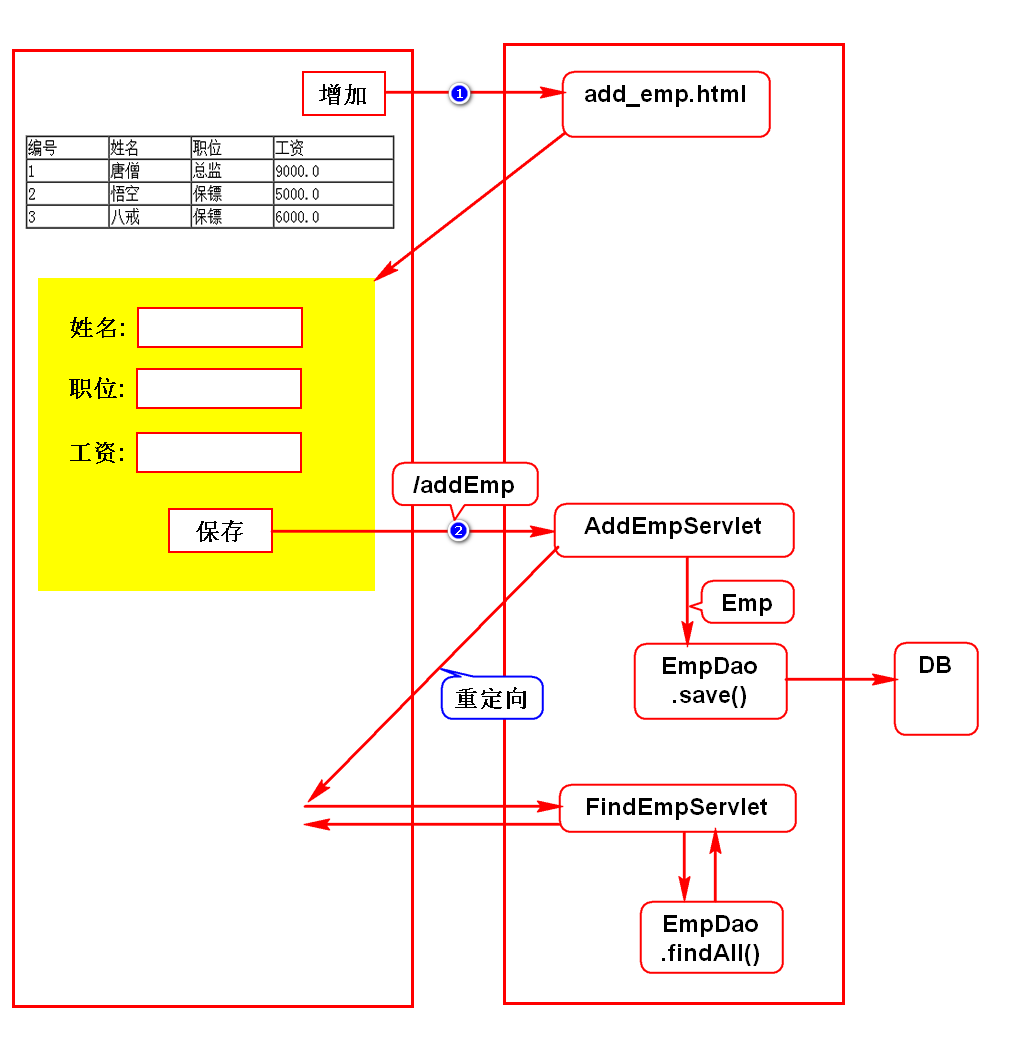 增加
1
add_emp.html
编号 姓名 职位 工资
1 唐僧 总监 9000.0
2 悟空 保镖 5000.0
3 八戒 保镖 6000.0
姓名:
职位:
工资:
/addEmp
保存
2
AddEmpServlet
Emp
EmpDao
.save()
DB
重定向
FindEmpServlet
EmpDao
.findAll()